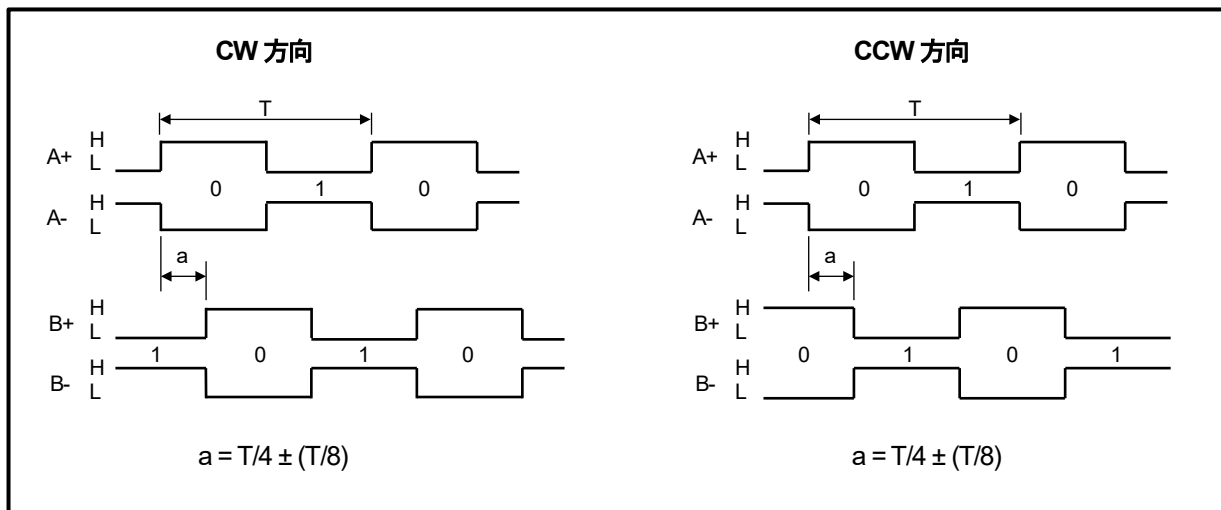 CW 方向
T
A+ H
L
0 1 0
A- H
L
a
B+ H
L
1 0 1 0
B- H
L
a = T/4 ± (T/8)
CCW 方向
T
A+ H
L
0 1 0
A- H
L
a
B+ H
L
0 1 0 1
B- H
L
a = T/4 ± (T/8)